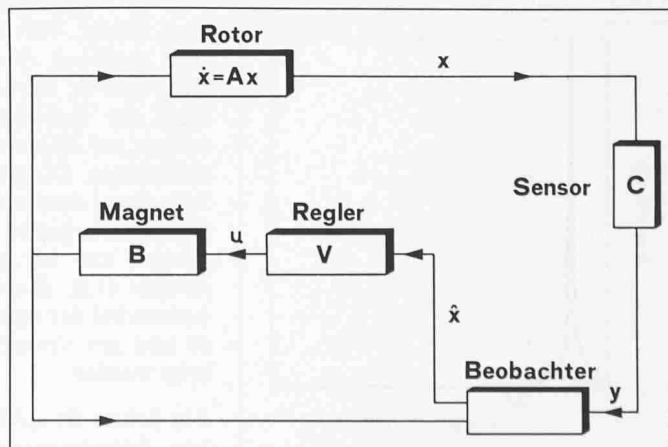 Rotor
ẋ=Ax
x
Sensor
C
Magnet
Regler
B
u
V
x̂
Beobachter
y